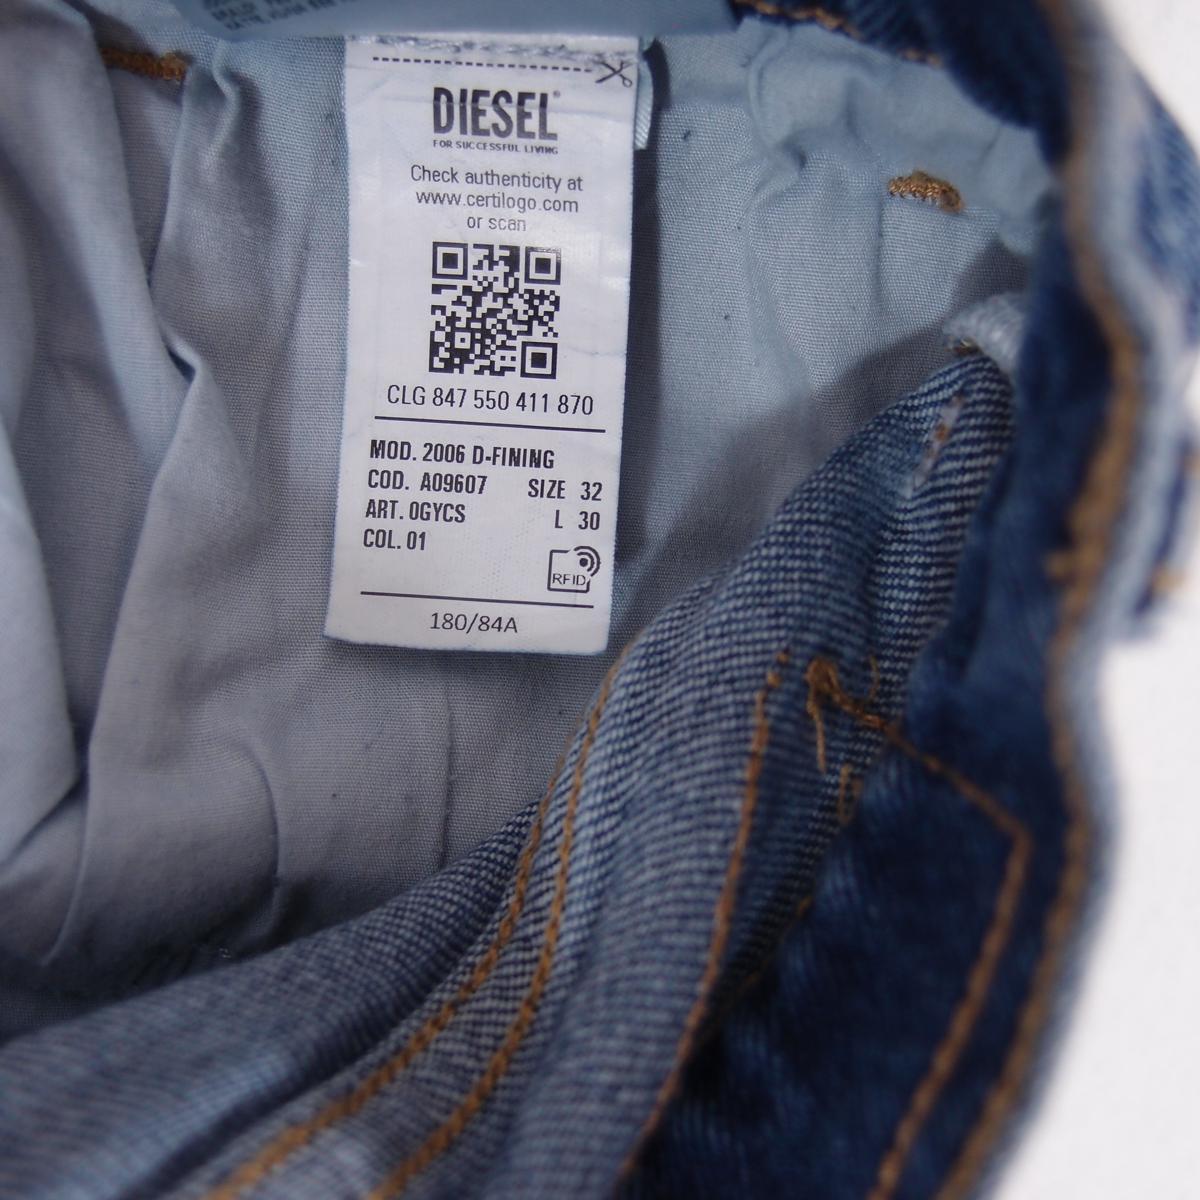 DIESEL®
FOR SUCCESSFUL LIVING
Check authenticity at
www.certilogo.com
or scan
CLG 847 550 411 870
MOD. 2006 D-FINING
COD. A09607 SIZE 32
ART. 0GYCS L 30
COL. 01
RFID
180/84A